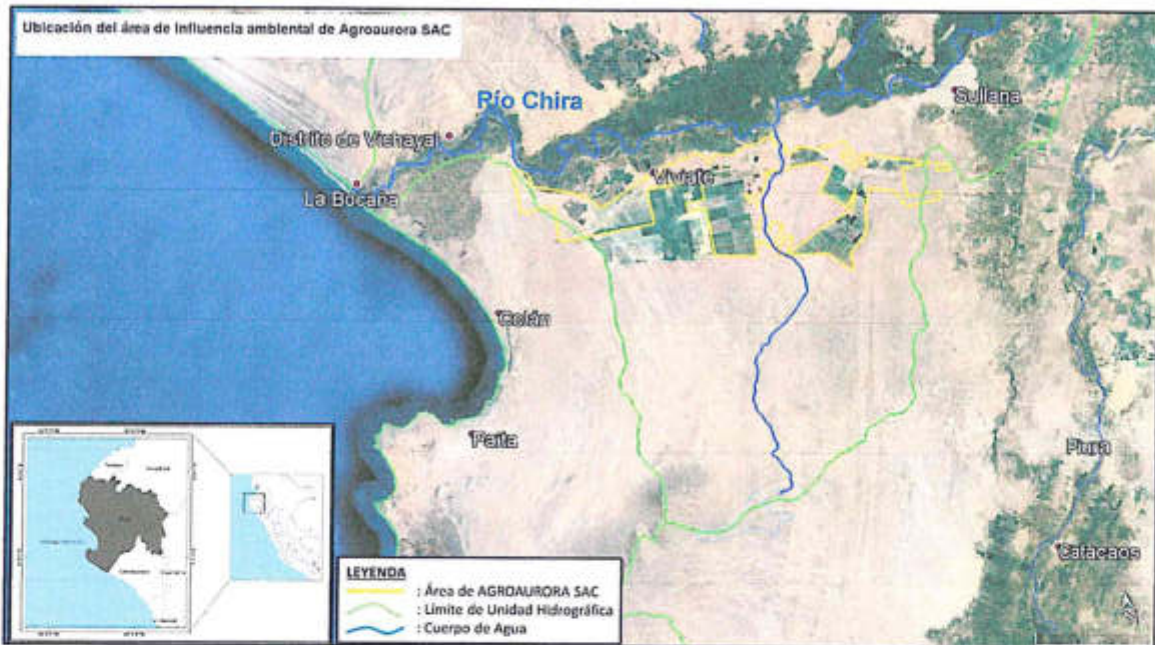 Ubicación del área de influencia ambiental de Agroaurora SAC
Río Chira
Sullana
Distrito de Vichayal
Viviate
La Bocana
Colán
Paita
Piura
Catacaos
LEYENDA
: Área de AGROAURORA SAC
: Límite de Unidad Hidrográfica
: Cuerpo de Agua